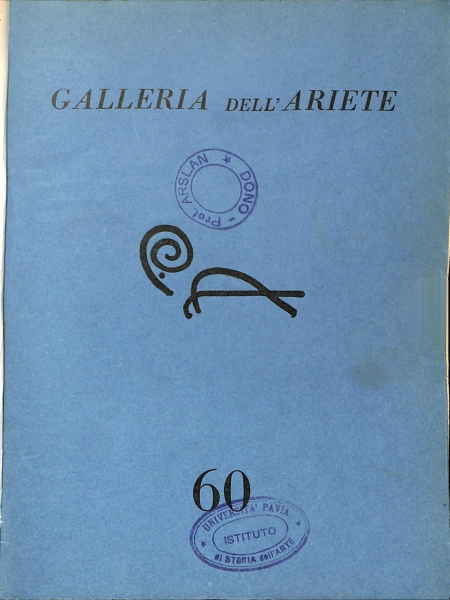 GALLERIA DELL'ARIETE
DONO - Prof. ARSLAN
60
UNIVERSITA' PAVIA
ISTITUTO
di STORIA dell'ARTE